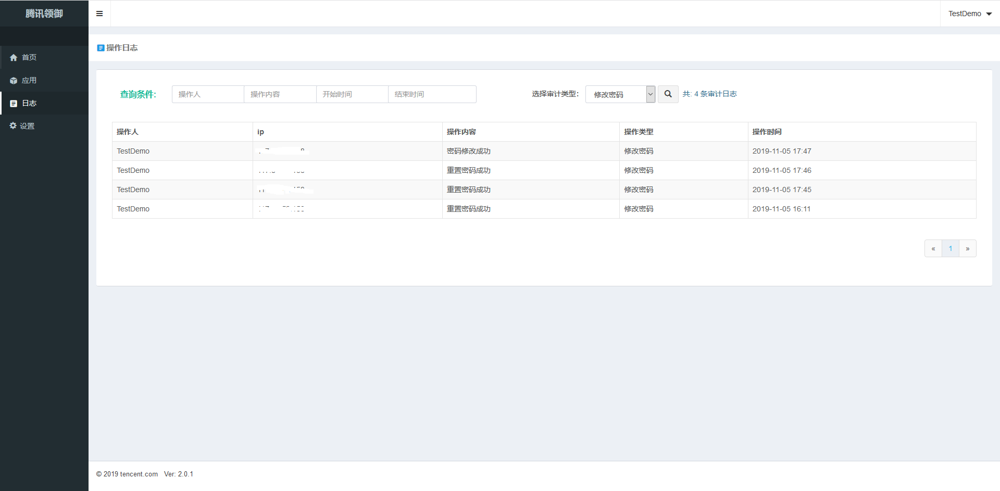 腾讯领御
TestDemo
首页
应用
日志
设置
操作日志
查询条件: 操作人 操作内容 开始时间 结束时间 选择审计类型: 修改密码 共: 4 条审计日志
操作人 ip 操作内容 操作类型 操作时间
TestDemo 密码修改成功 修改密码 2019-11-05 17:47
TestDemo 重置密码成功 修改密码 2019-11-05 17:46
TestDemo 重置密码成功 修改密码 2019-11-05 17:45
TestDemo 重置密码成功 修改密码 2019-11-05 16:11
« 1 »
© 2019 tencent.com Ver: 2.0.1